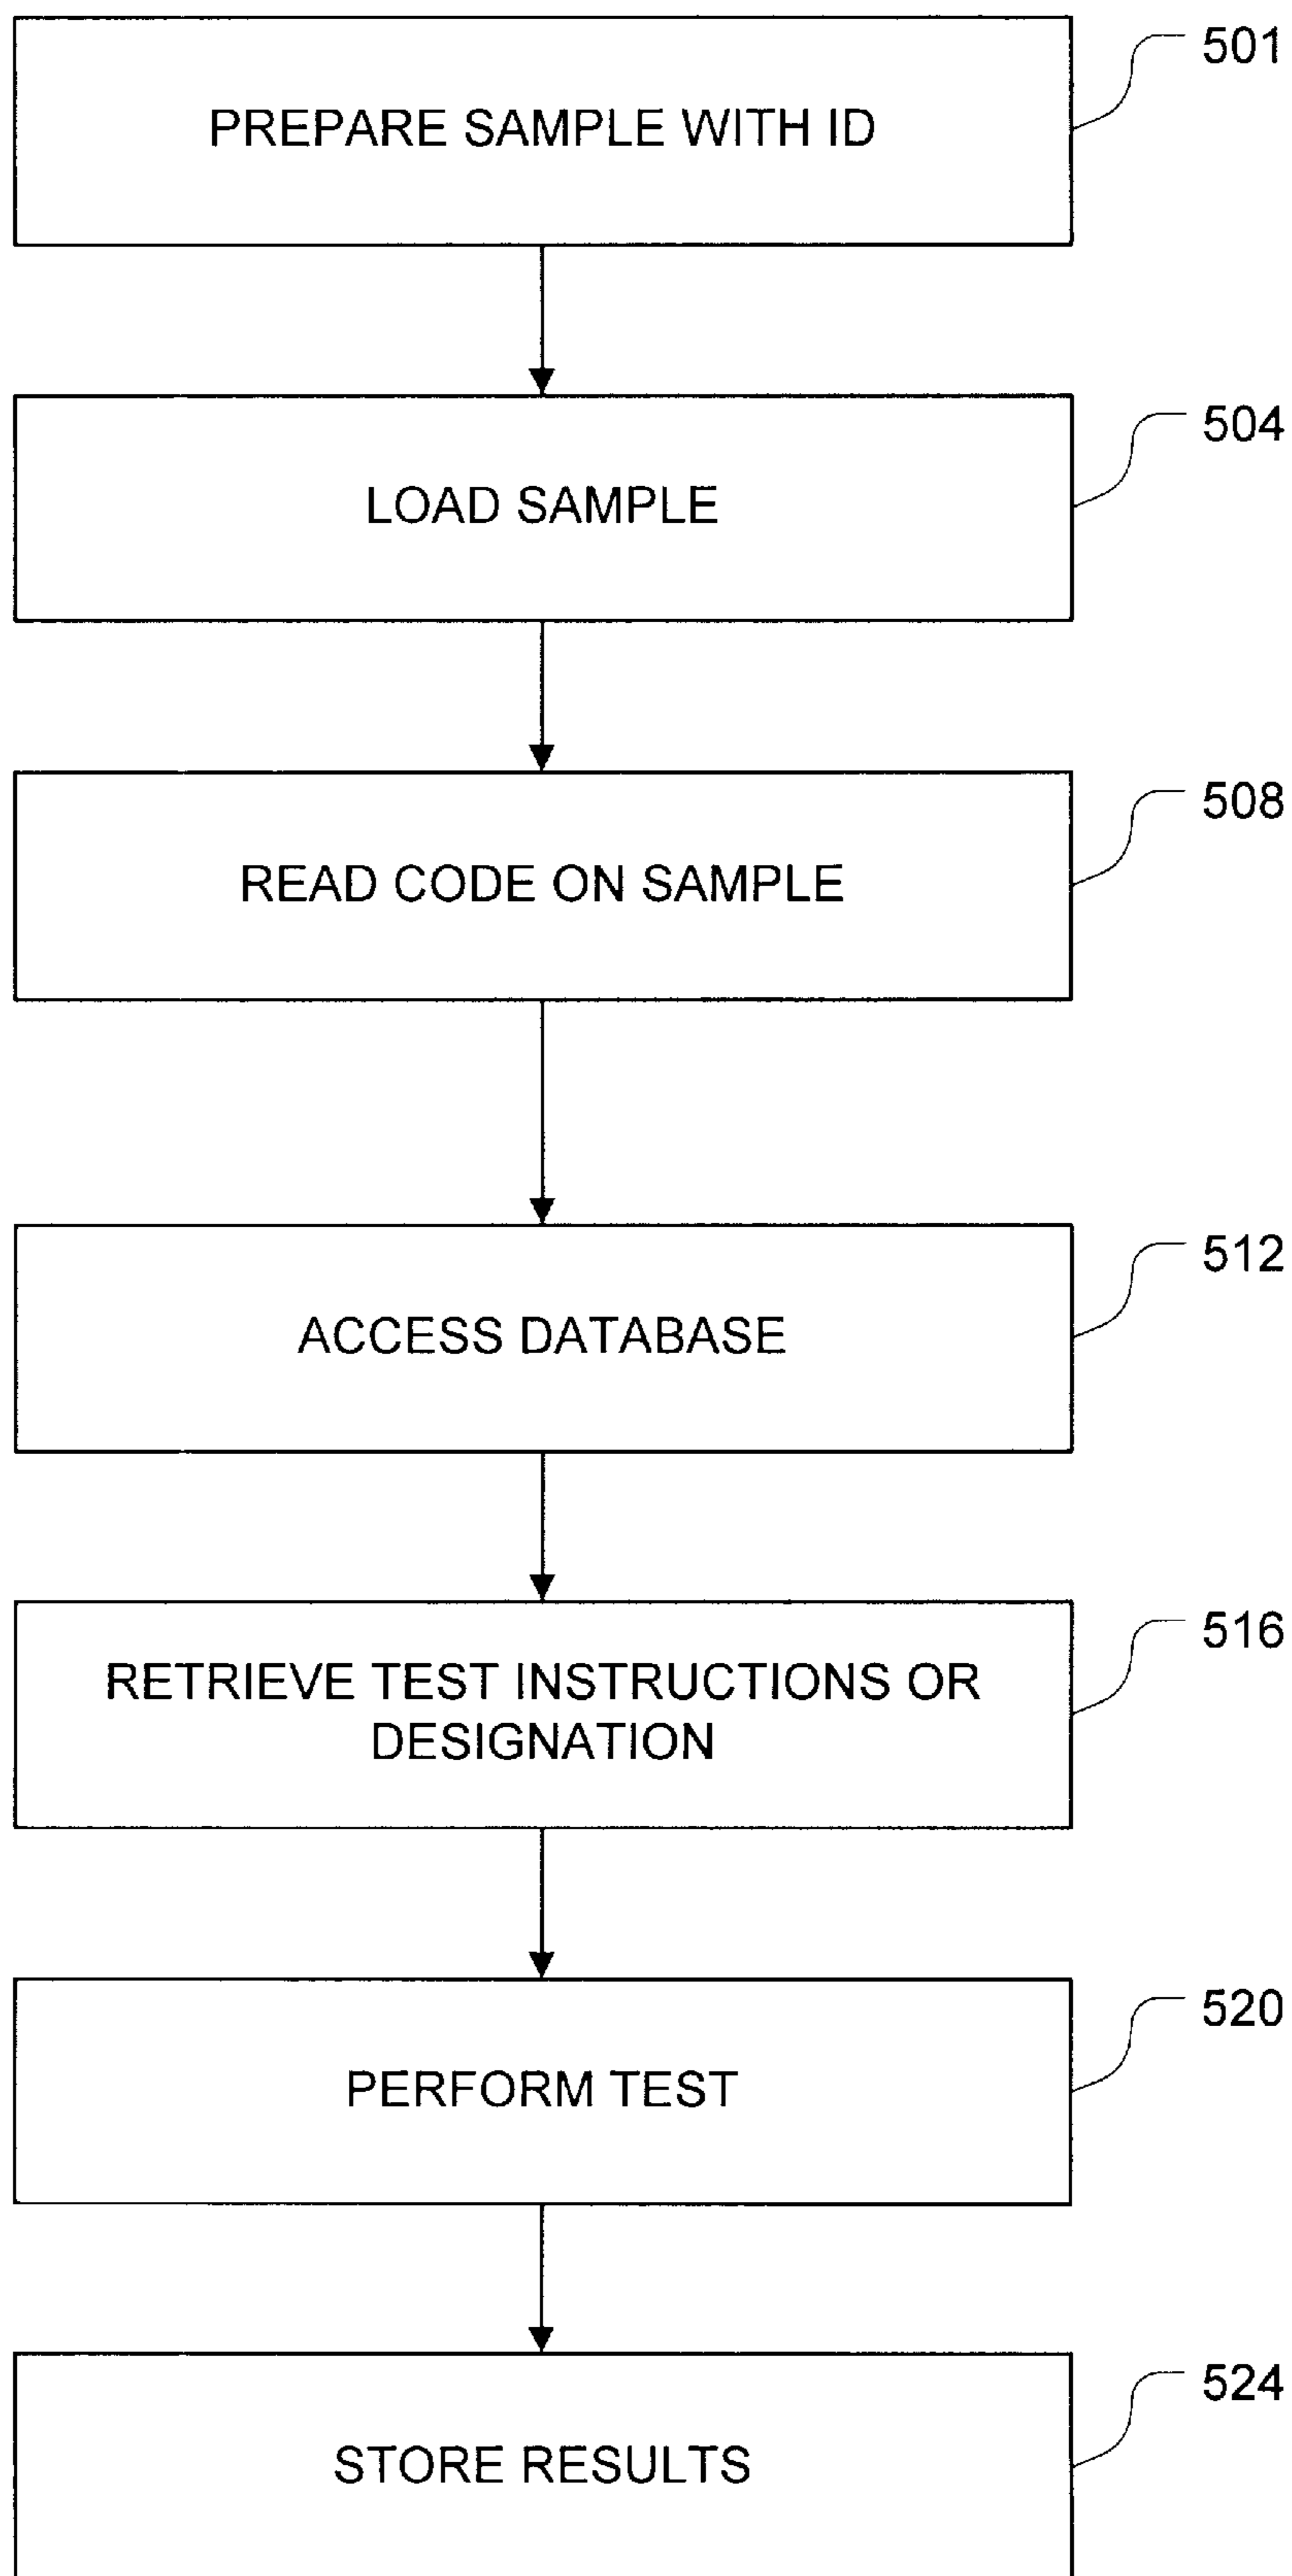 501
PREPARE SAMPLE WITH ID
504
LOAD SAMPLE
508
READ CODE ON SAMPLE
512
ACCESS DATABASE
516
RETRIEVE TEST INSTRUCTIONS OR
DESIGNATION
520
PERFORM TEST
524
STORE RESULTS